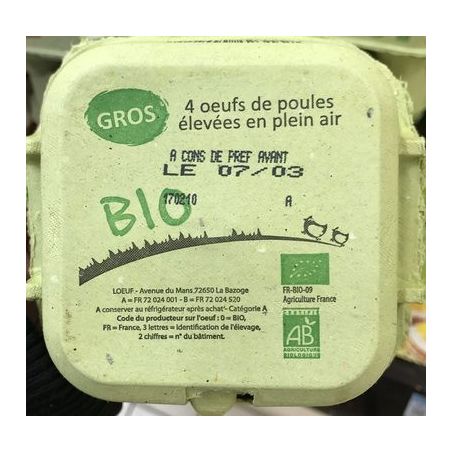 GROS
4 oeufs de poules
élevées en plein air
A CONS DE PREF AVANT
LE 07/03
170210 A
BIO
LOEUF.- Avenue du Mans,72650 La Bazoge
A = FR 72 024 001 - B = FR 72 024 520
A conserver au réfrigérateur après achat'- Catégorie A
Code du producteur sur l'oeuf : 0 = BIO,
FR = France, 3 lettres = identification de l'élevage,
2 chiffres = n° du bâtiment.
FR-BIO-09
Agriculture France
CERTIFIÉ
AB
AGRICULTURE
BIOLOGIQUE